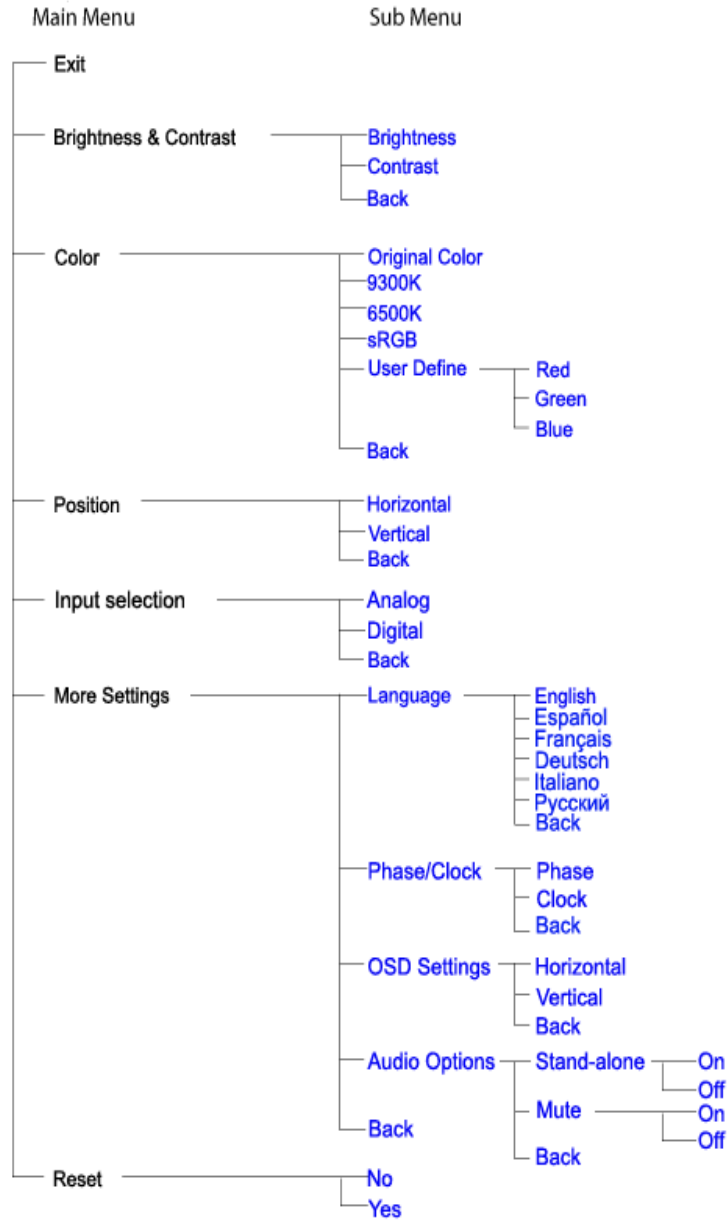 Main Menu Sub Menu
Exit
Brightness & Contrast Brightness
Contrast
Back
Color Original Color
9300K
6500K
sRGB
User Define Red
Green
Blue
Back
Position Horizontal
Vertical
Back
Input selection Analog
Digital
Back
More Settings Language English
Español
Français
Deutsch
Italiano
Русский
Back
Phase/Clock Phase
Clock
Back
OSD Settings Horizontal
Vertical
Back
Audio Options Stand-alone On
Off
Mute On
Off
Back
Back
Reset No
Yes